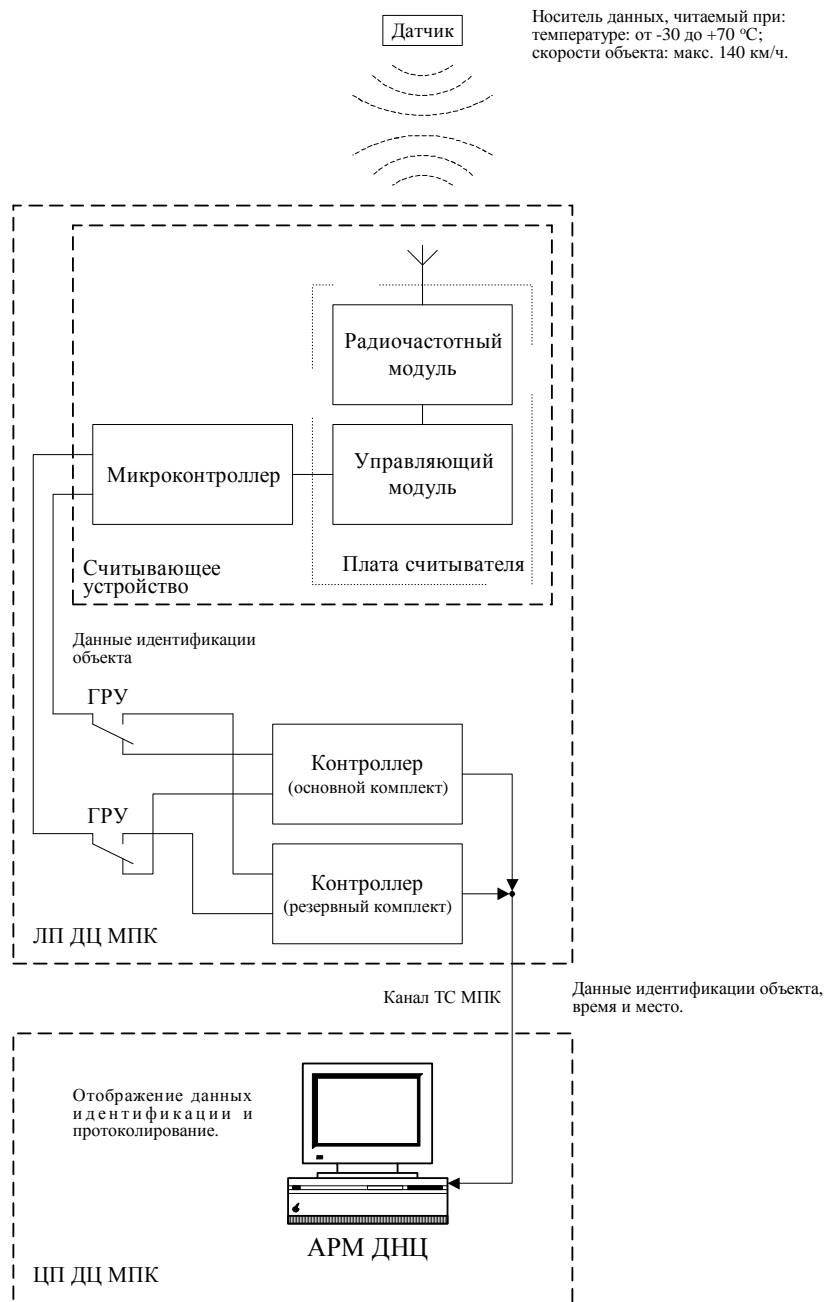 Датчик
Носитель данных, читаемый при:
температуре: от -30 до +70 °С;
скорости объекта: макс. 140 км/ч.
Радиочастотный
модуль
Микроконтроллер
Управляющий
модуль
Считывающее
устройство
Плата считывателя
Данные идентификации
объекта
ГРУ
Контроллер
(основной комплект)
ГРУ
Контроллер
(резервный комплект)
ЛП ДЦ МПК
Канал ТС МПК
Данные идентификации объекта,
время и место.
Отображение данных
идентификации и
протоколирование.
АРМ ДНЦ
ЦП ДЦ МПК